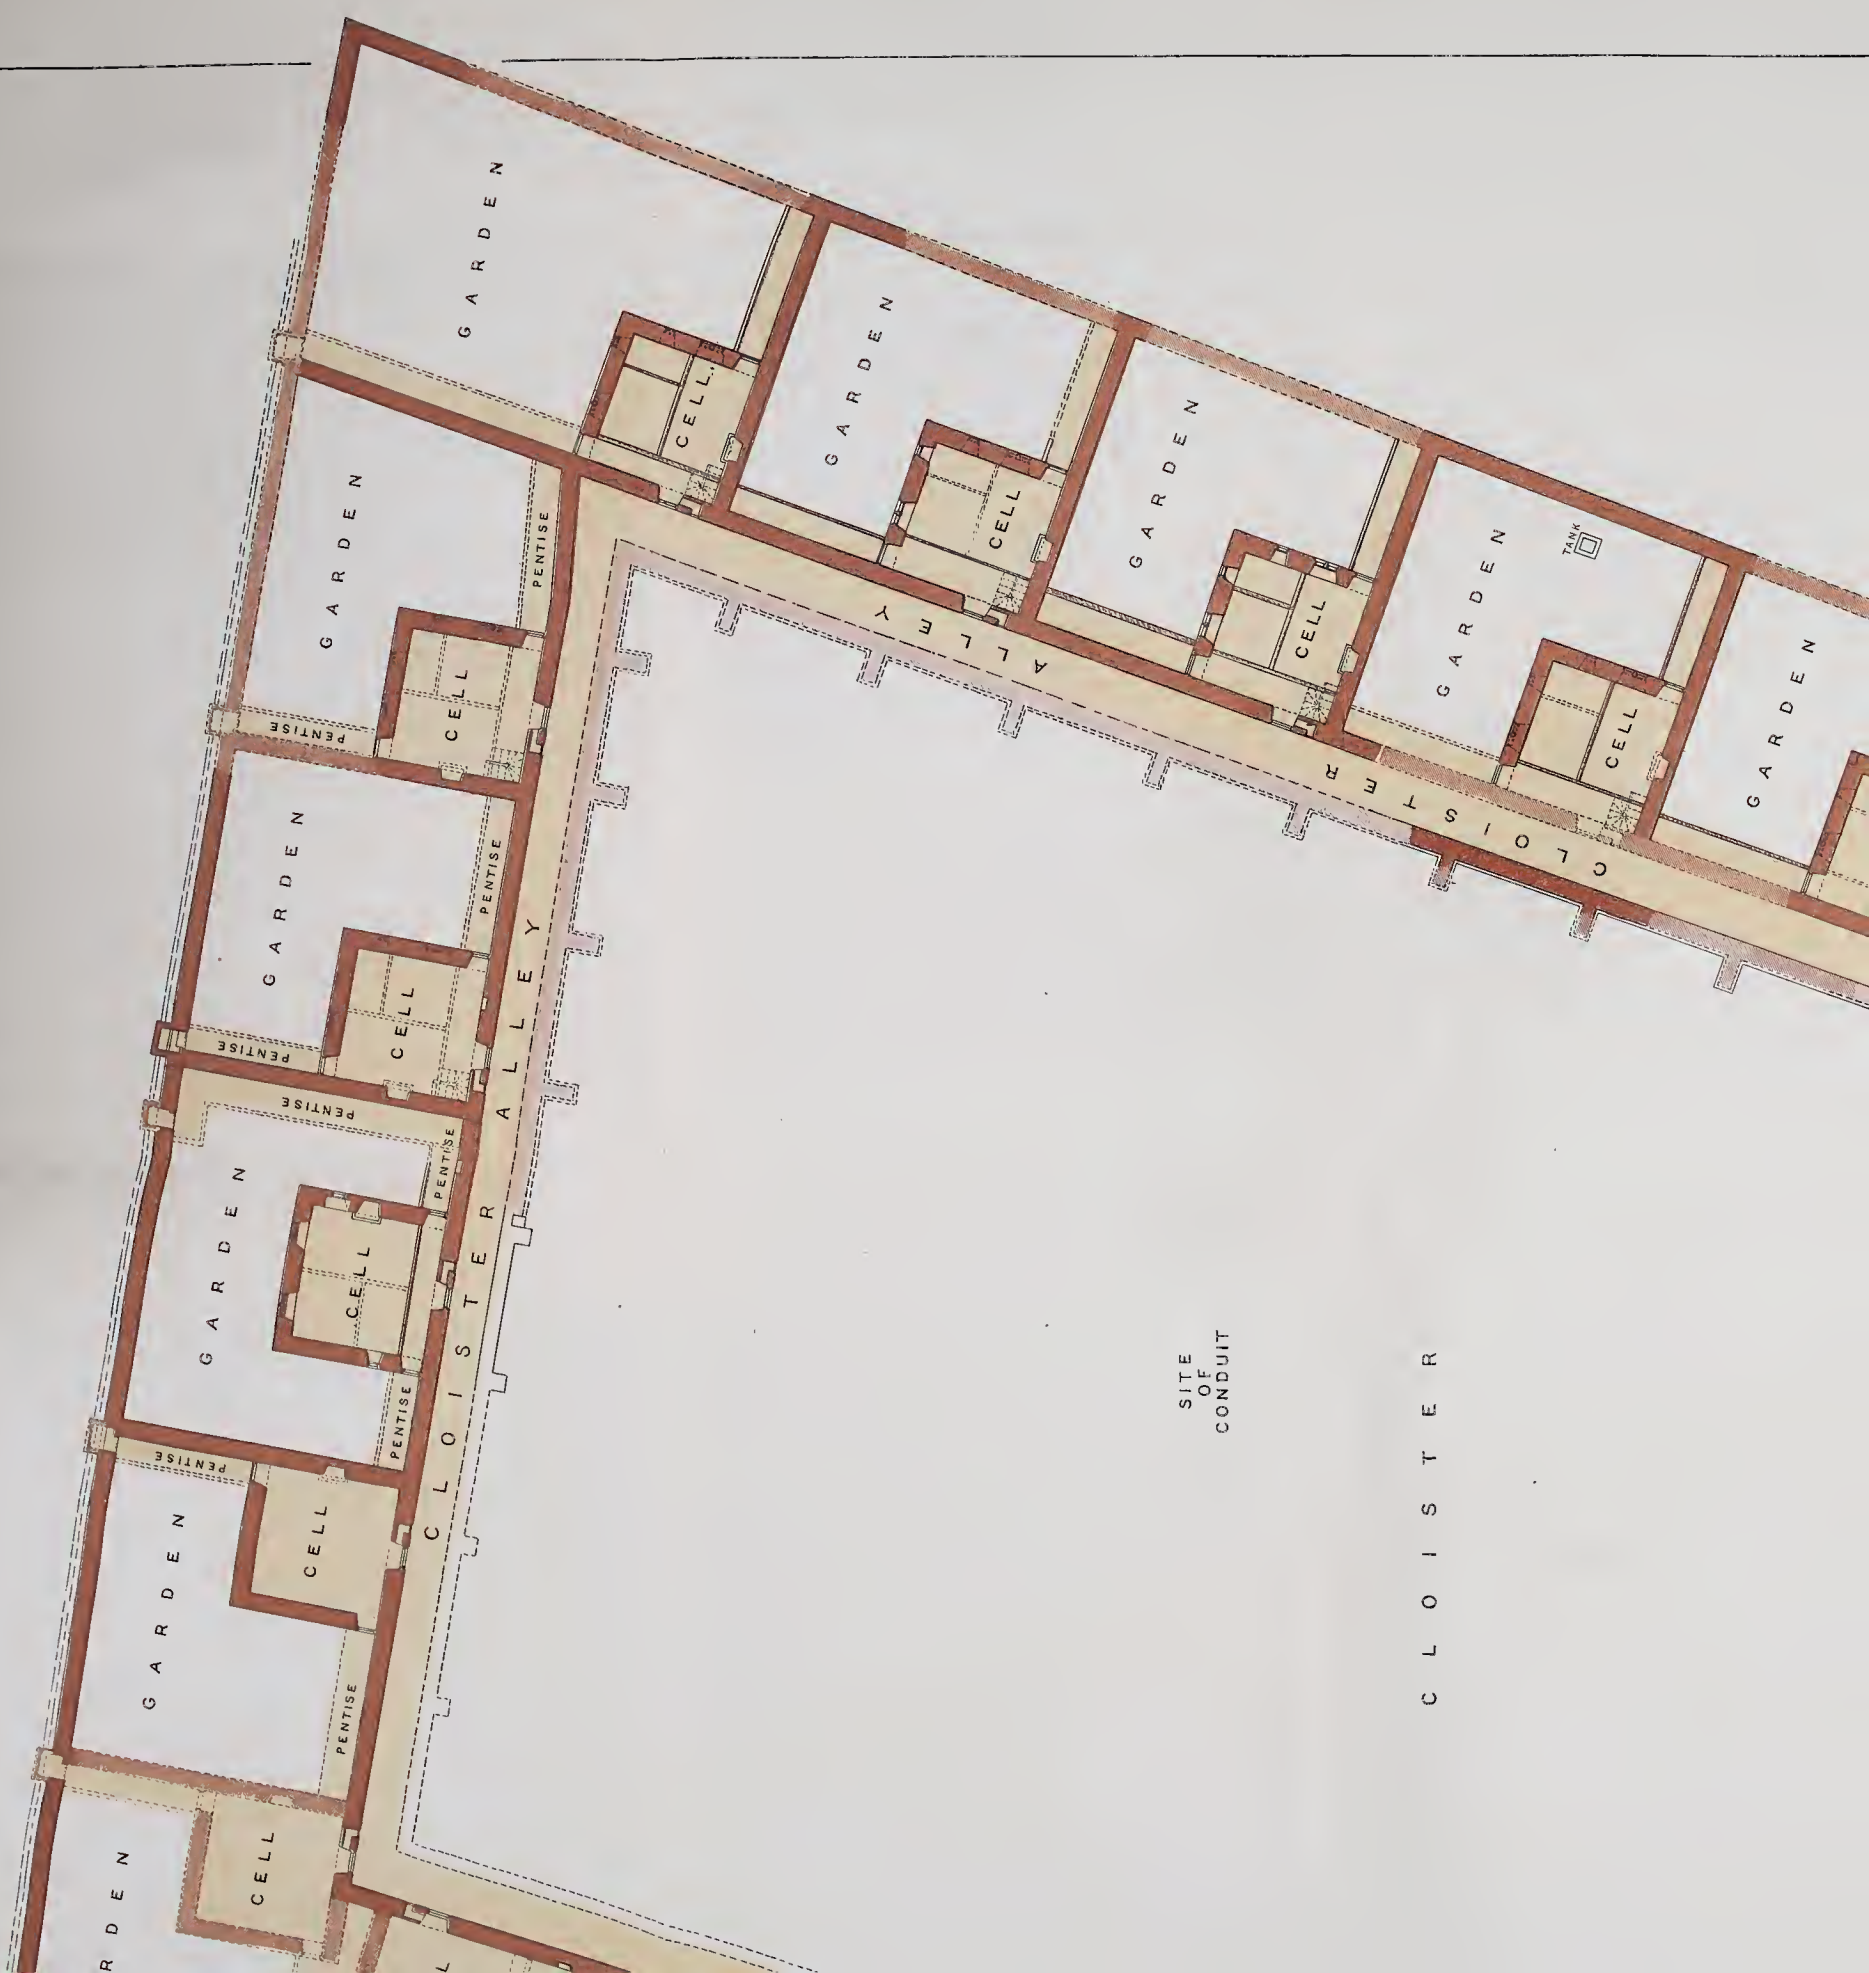 GARDEN
CELL
GARDEN
CELL
GARDEN
CELL
GARDEN
TANK
CELL
GARDEN
GARDEN
PENTISE
CELL
PENTISE
GARDEN
PENTISE
CELL
PENTISE
PENTISE
PENTISE
GARDEN
CELL
PENTISE
PENTISE
GARDEN
CELL
PENTISE
CELL
RDEN
L
CLOISTER ALLEY
CLOISTER ALLEY
SITE
OF
CONDUIT
CLOISTER